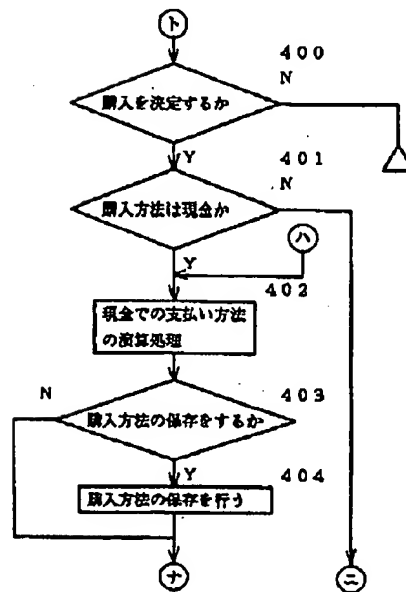 ト
400
N
購入を決定するか
Y
401
N
購入方法は現金か
ハ
Y
402
現金での支払い方法
の演算処理
N
403
購入方法の保存をするか
Y
404
購入方法の保存を行う
ナ
ニ